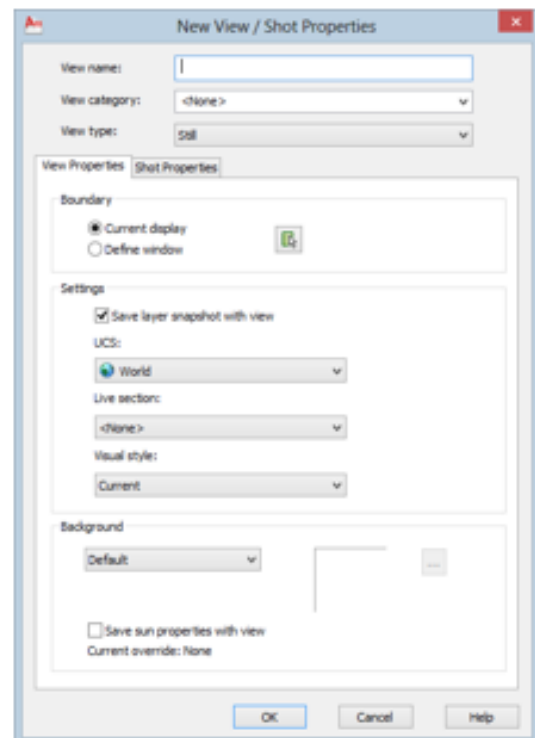 New View / Shot Properties
View name:
View category: <None>
View type: Still
View Properties Shot Properties
Boundary
Current display
Define window
Settings
Save layer snapshot with view
UCS:
World
Live section:
<None>
Visual style:
Current
Background
Default
...
Save sun properties with view
Current override: None
OK Cancel Help